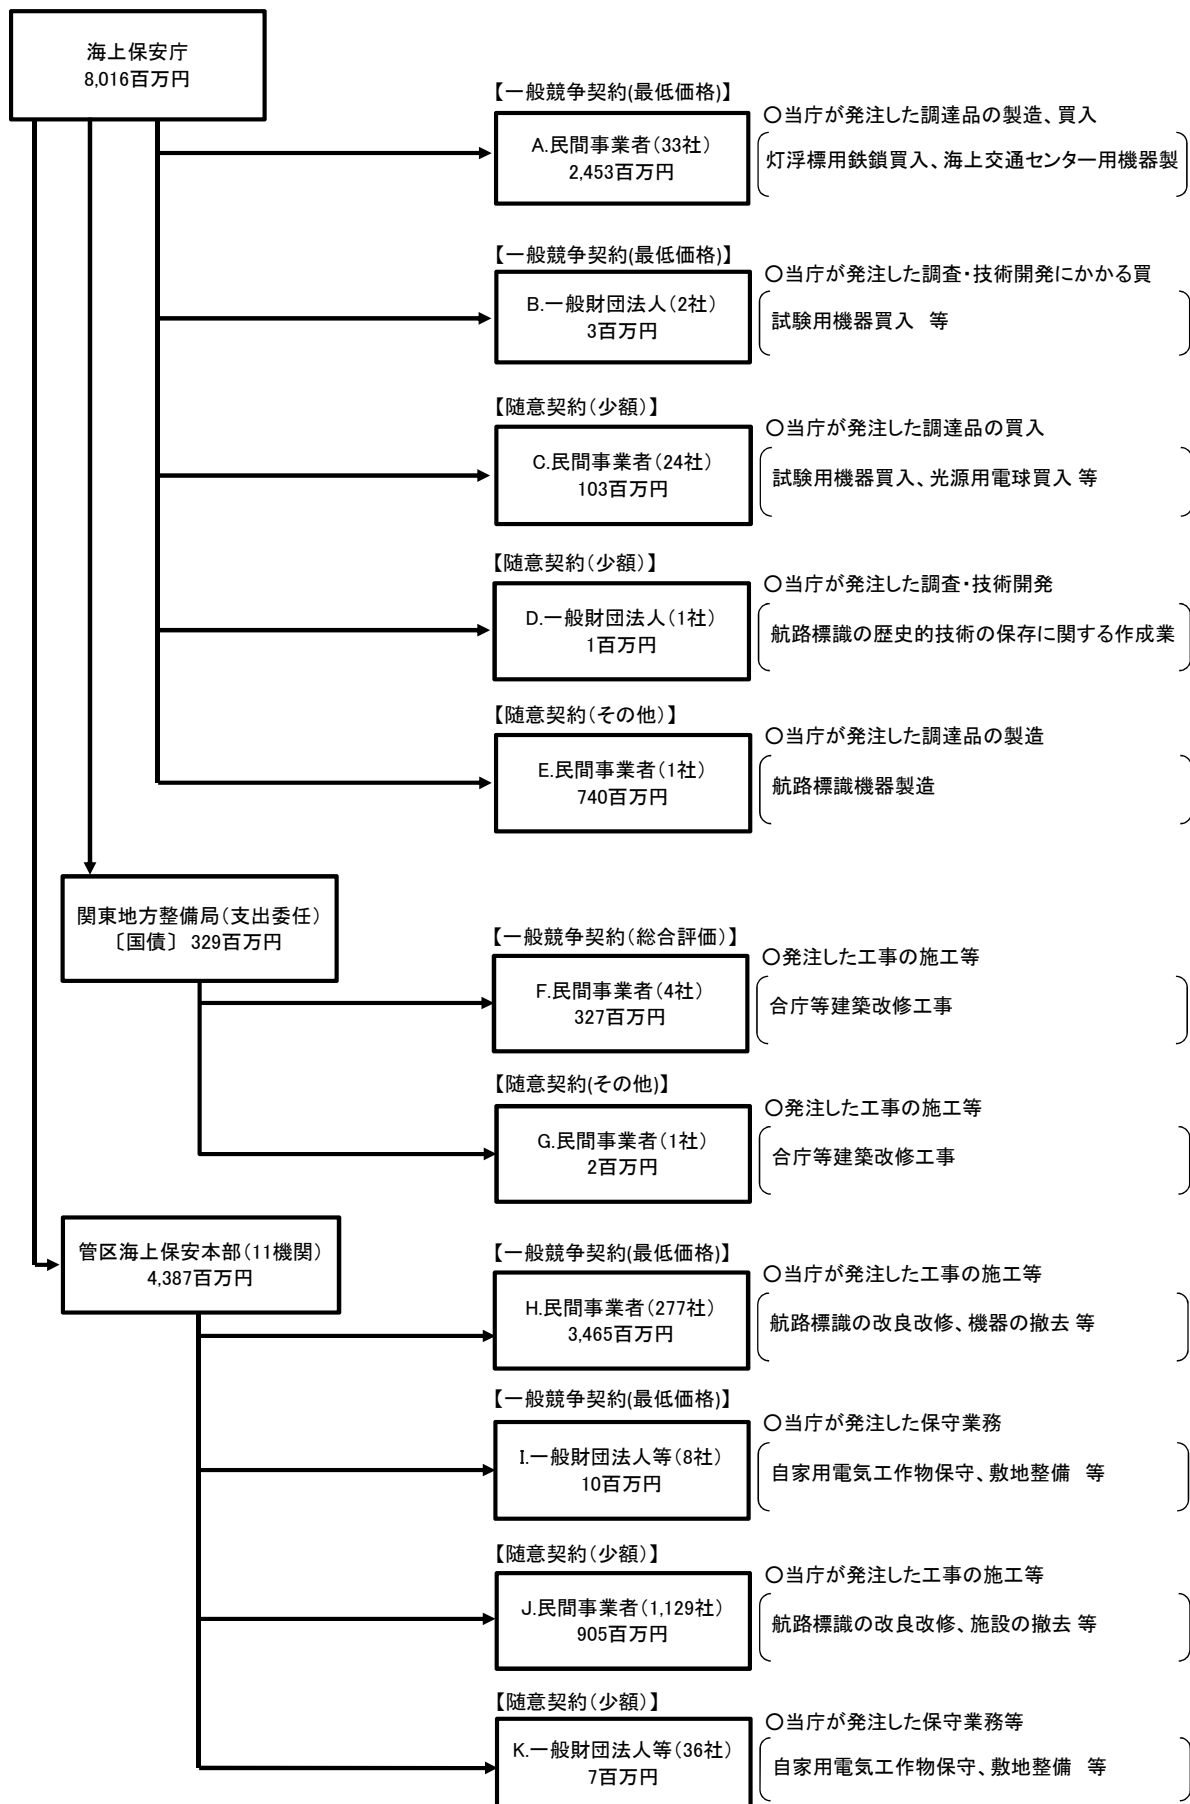 海上保安庁
8,016百万円
【一般競争契約(最低価格)】
A.民間事業者(33社)
2,453百万円
○当庁が発注した調達品の製造、買入
灯浮標用鉄鎖買入、海上交通センター用機器製
【一般競争契約(最低価格)】
B.一般財団法人(2社)
3百万円
○当庁が発注した調査・技術開発にかかる買
試験用機器買入 等
【随意契約(少額)】
C.民間事業者(24社)
103百万円
○当庁が発注した調達品の買入
試験用機器買入、光源用電球買入 等
【随意契約(少額)】
D.一般財団法人(1社)
1百万円
○当庁が発注した調査・技術開発
航路標識の歴史的技術の保存に関する作成業
【随意契約(その他)】
E.民間事業者(1社)
740百万円
○当庁が発注した調達品の製造
航路標識機器製造
関東地方整備局(支出委任)
〔国債〕 329百万円
【一般競争契約(総合評価)】
F.民間事業者(4社)
327百万円
○発注した工事の施工等
合庁等建築改修工事
【随意契約(その他)】
G.民間事業者(1社)
2百万円
○発注した工事の施工等
合庁等建築改修工事
管区海上保安本部(11機関)
4,387百万円
【一般競争契約(最低価格)】
H.民間事業者(277社)
3,465百万円
○当庁が発注した工事の施工等
航路標識の改良改修、機器の撤去 等
【一般競争契約(最低価格)】
I.一般財団法人等(8社)
10百万円
○当庁が発注した保守業務
自家用電気工作物保守、敷地整備 等
【随意契約(少額)】
J.民間事業者(1,129社)
905百万円
○当庁が発注した工事の施工等
航路標識の改良改修、施設の撤去 等
【随意契約(少額)】
K.一般財団法人等(36社)
7百万円
○当庁が発注した保守業務等
自家用電気工作物保守、敷地整備 等